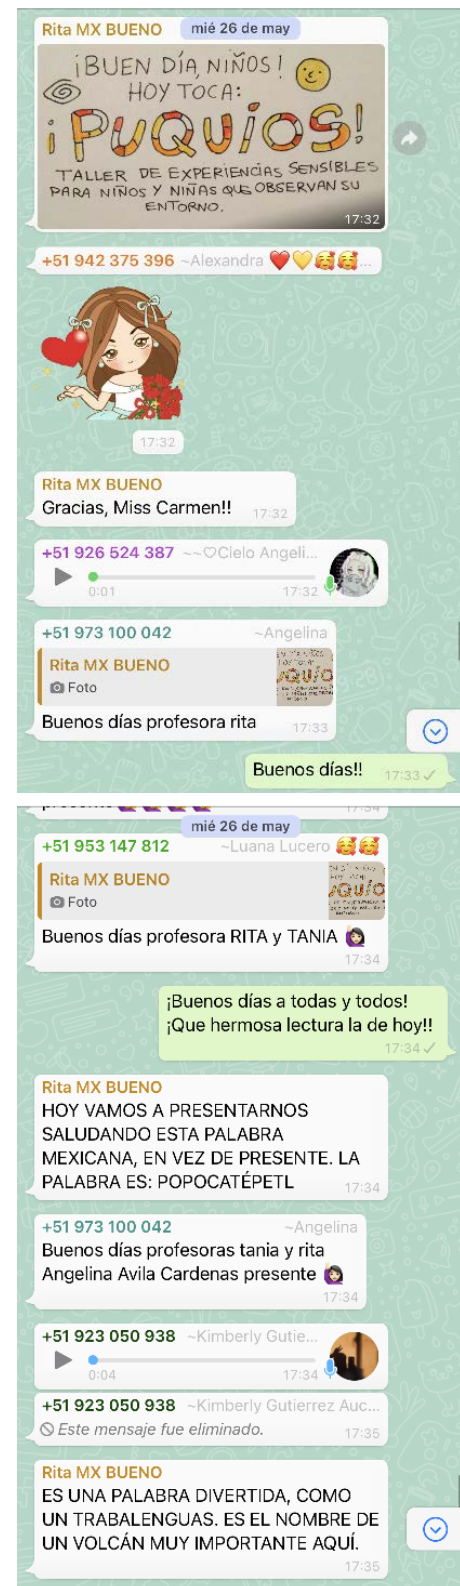 Rita MX BUENO
mié 26 de may
¡BUEN DÍA, NIÑOS!
HOY TOCA:
¡PUQUIOS!
TALLER DE EXPERIENCIAS SENSIBLES
PARA NIÑOS Y NIÑAS QUE OBSERVAN SU
ENTORNO.
17:32
+51 942 375 396 ~Alexandra ❤️💛🥰🥰...
17:32
Rita MX BUENO
Gracias, Miss Carmen!! 17:32
+51 926 524 387 ~~♡Cielo Angeli...
0:01 17:32
+51 973 100 042 ~Angelina
Rita MX BUENO
Foto
Buenos días profesora rita 17:33
Buenos días!! 17:33
17:34
mié 26 de may
+51 953 147 812 ~Luana Lucero 🥰🥰
Rita MX BUENO
Foto
Buenos días profesora RITA y TANIA 🙋🏻‍♀️
17:34
¡Buenos días a todas y todos!
¡Que hermosa lectura la de hoy!!
17:34
Rita MX BUENO
HOY VAMOS A PRESENTARNOS
SALUDANDO ESTA PALABRA
MEXICANA, EN VEZ DE PRESENTE. LA
PALABRA ES: POPOCATÉPETL 17:34
+51 973 100 042 ~Angelina
Buenos días profesoras tania y rita
Angelina Avila Cardenas presente 🙋🏻‍♀️
17:34
+51 923 050 938 ~Kimberly Gutie...
0:04 17:34
+51 923 050 938 ~Kimberly Gutierrez Auc...
Este mensaje fue eliminado. 17:35
Rita MX BUENO
ES UNA PALABRA DIVERTIDA, COMO
UN TRABALENGUAS. ES EL NOMBRE DE
UN VOLCÁN MUY IMPORTANTE AQUÍ.
17:35